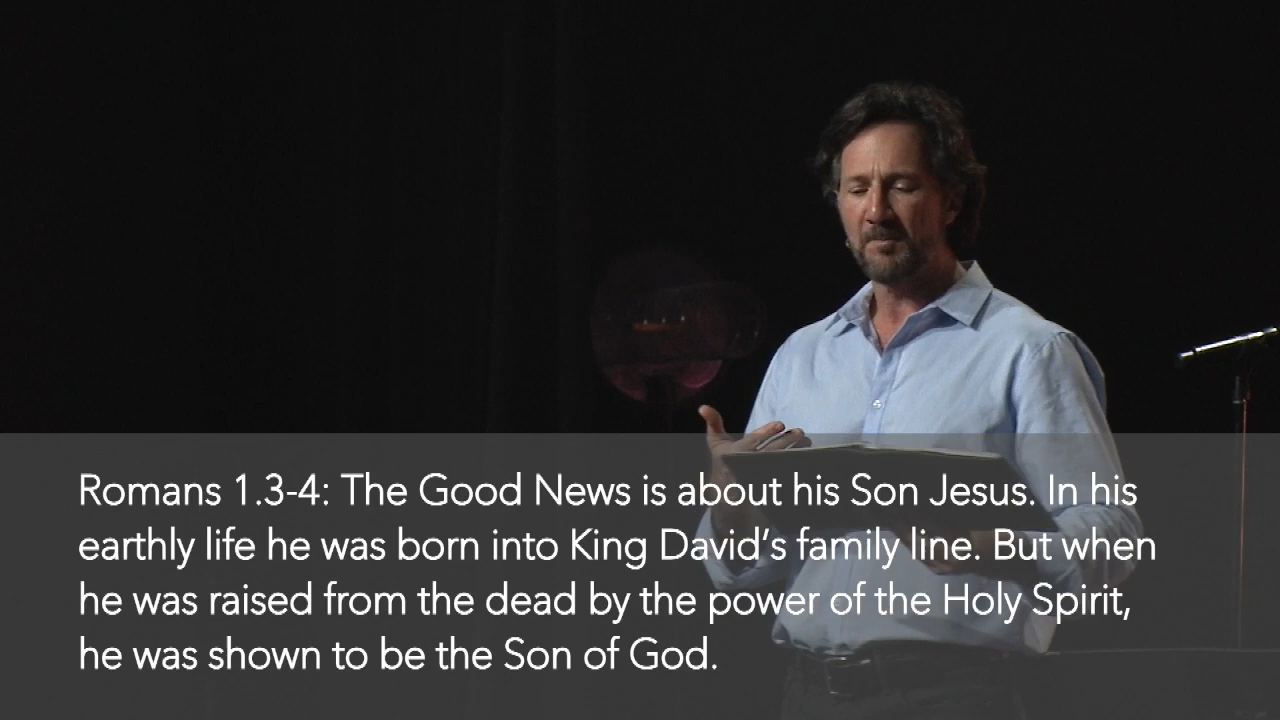 Romans 1.3-4: The Good News is about his Son Jesus. In his
earthly life he was born into King David’s family line. But when
he was raised from the dead by the power of the Holy Spirit,
he was shown to be the Son of God.